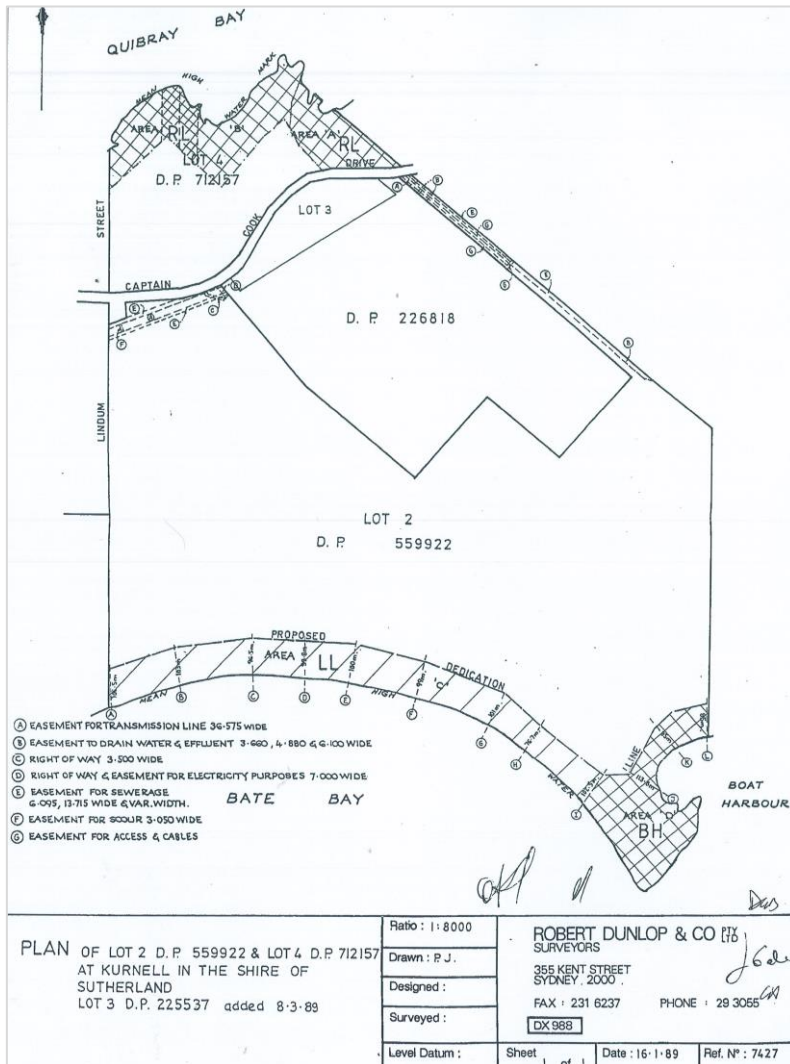 QUIBRAY BAY
MEAN HIGH WATER MARK
AREA 'B'
RL
AREA 'A'
RL
LOT 4
D.P. 712157
DRIVE
COOK
CAPTAIN
LOT 3
STREET
LINDUM
D.P. 226818
LOT 2
D.P. 559922
PROPOSED
DEDICATION
AREA 'C'
LL
MEAN HIGH WATER
LINE
AREA 'D'
BH
BATE BAY
BOAT
HARBOUR
A EASEMENT FOR TRANSMISSION LINE 36·575 WIDE
B EASEMENT TO DRAIN WATER & EFFLUENT 3·660, 4·880 & 6·100 WIDE
C RIGHT OF WAY 3·500 WIDE
D RIGHT OF WAY & EASEMENT FOR ELECTRICITY PURPOSES 7·000 WIDE
E EASEMENT FOR SEWERAGE
6·095, 13·715 WIDE & VAR. WIDTH.
F EASEMENT FOR SCOUR 3·050 WIDE
G EASEMENT FOR ACCESS & CABLES
PLAN OF LOT 2 D.P. 559922 & LOT 4 D.P. 712157
AT KURNELL IN THE SHIRE OF
SUTHERLAND
LOT 3 D.P. 225537 added 8·3·89
Ratio : 1:8000
Drawn : P.J.
Designed :
Surveyed :
Level Datum :
ROBERT DUNLOP & CO PTY LTD
SURVEYORS
355 KENT STREET
SYDNEY. 2000.
FAX : 231 6237 PHONE : 29 3055
DX 988
Sheet 1 of 1
Date : 16·1·89
Ref. Nº : 7427